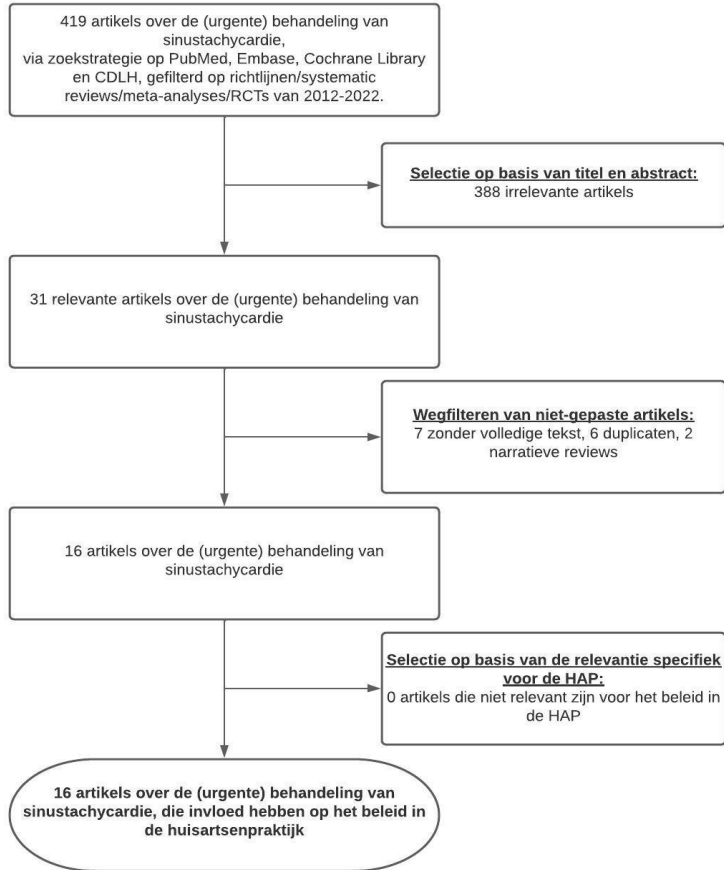 419 artikels over de (urgente) behandeling van
sinustachycardie,
via zoekstrategie op PubMed, Embase, Cochrane Library
en CDLH, gefilterd op richtlijnen/systematic
reviews/meta-analyses/RCTs van 2012-2022.
Selectie op basis van titel en abstract:
388 irrelevante artikels
31 relevante artikels over de (urgente) behandeling van
sinustachycardie
Wegfilteren van niet-gepaste artikels:
7 zonder volledige tekst, 6 duplicaten, 2
narratieve reviews
16 artikels over de (urgente) behandeling van
sinustachycardie
Selectie op basis van de relevantie specifiek
voor de HAP:
0 artikels die niet relevant zijn voor het beleid in
de HAP
16 artikels over de (urgente) behandeling van
sinustachycardie, die invloed hebben op het beleid in
de huisartsenpraktijk